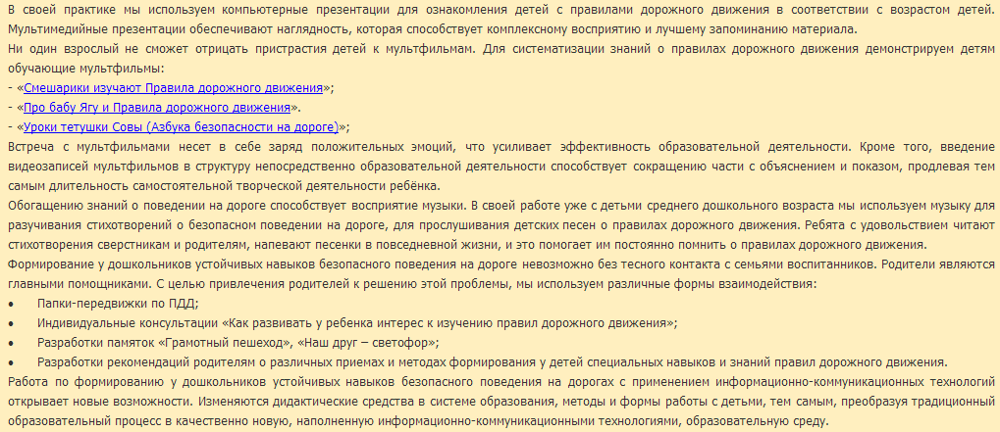 В своей практике мы используем компьютерные презентации для ознакомления детей с правилами дорожного движения в соответствии с возрастом детей.
Мультимедийные презентации обеспечивают наглядность, которая способствует комплексному восприятию и лучшему запоминанию материала.
Ни один взрослый не сможет отрицать пристрастия детей к мультфильмам. Для систематизации знаний о правилах дорожного движения демонстрируем детям
обучающие мультфильмы:
- «Смешарики изучают Правила дорожного движения»;
- «Про бабу Ягу и Правила дорожного движения».
- «Уроки тетушки Совы (Азбука безопасности на дороге)»;
Встреча с мультфильмами несет в себе заряд положительных эмоций, что усиливает эффективность образовательной деятельности. Кроме того, введение
видеозаписей мультфильмов в структуру непосредственно образовательной деятельности способствует сокращению части с объяснением и показом, продлевая тем
самым длительность самостоятельной творческой деятельности ребёнка.
Обогащению знаний о поведении на дороге способствует восприятие музыки. В своей работе уже с детьми среднего дошкольного возраста мы используем музыку для
разучивания стихотворений о безопасном поведении на дороге, для прослушивания детских песен о правилах дорожного движения. Ребята с удовольствием читают
стихотворения сверстникам и родителям, напевают песенки в повседневной жизни, и это помогает им постоянно помнить о правилах дорожного движения.
Формирование у дошкольников устойчивых навыков безопасного поведения на дороге невозможно без тесного контакта с семьями воспитанников. Родители являются
главными помощниками. С целью привлечения родителей к решению этой проблемы, мы используем различные формы взаимодействия:
• Папки-передвижки по ПДД;
• Индивидуальные консультации «Как развивать у ребенка интерес к изучению правил дорожного движения»;
• Разработки памяток «Грамотный пешеход», «Наш друг – светофор»;
• Разработки рекомендаций родителям о различных приемах и методах формирования у детей специальных навыков и знаний правил дорожного движения.
Работа по формированию у дошкольников устойчивых навыков безопасного поведения на дорогах с применением информационно-коммуникационных технологий
открывает новые возможности. Изменяются дидактические средства в системе образования, методы и формы работы с детьми, тем самым, преобразуя традиционный
образовательный процесс в качественно новую, наполненную информационно-коммуникационными технологиями, образовательную среду.